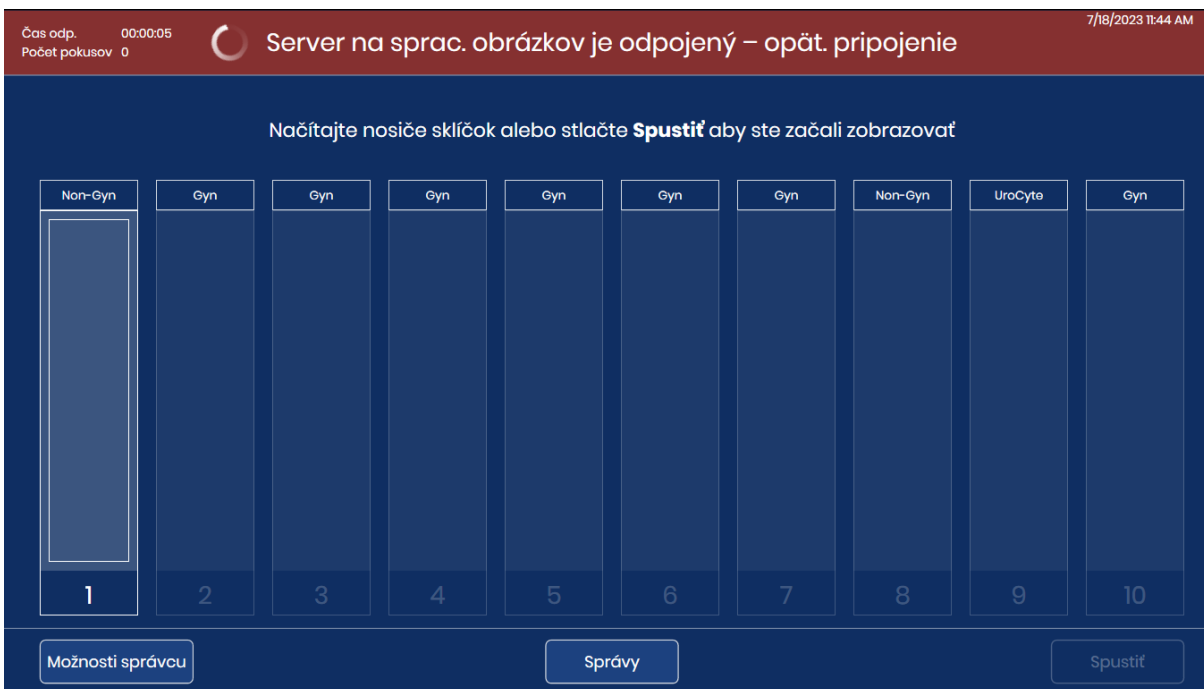 7/18/2023 11:44 AM
Čas odp. 00:00:05
Počet pokusov 0
Server na sprac. obrázkov je odpojený – opät. pripojenie
Načítajte nosiče sklíčok alebo stlačte Spustiť aby ste začali zobrazovať
Non-Gyn Gyn Gyn Gyn Gyn Gyn Gyn Non-Gyn UroCyte Gyn
1 2 3 4 5 6 7 8 9 10
Možnosti správcu Správy Spustiť